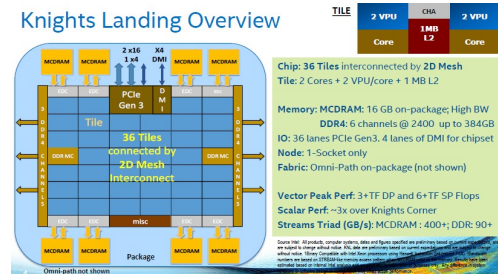 Knights Landing Overview
TILE
2 VPU
CHA
2 VPU
Core
1MB
L2
Core
MCDRAM
MCDRAM
2 x16
1 x4
X4
DMI
MCDRAM
MCDRAM
EDC
EDC
PCIe
Gen 3
D
M
I
EDC
EDC
Tile
3
DDR4
CHANNELS
DDR MC
36 Tiles
connected by
2D Mesh
Interconnect
DDR MC
3
DDR4
CHANNELS
EDC
EDC
misc
EDC
EDC
MCDRAM
MCDRAM
Package
MCDRAM
MCDRAM
Omni-path not shown
Chip: 36 Tiles interconnected by 2D Mesh
Tile: 2 Cores + 2 VPU/core + 1 MB L2
Memory: MCDRAM: 16 GB on-package; High BW
DDR4: 6 channels @ 2400 up to 384GB
IO: 36 lanes PCIe Gen3. 4 lanes of DMI for chipset
Node: 1-Socket only
Fabric: Omni-Path on-package (not shown)
Vector Peak Perf: 3+TF DP and 6+TF SP Flops
Scalar Perf: ~3x over Knights Corner
Streams Triad (GB/s): MCDRAM : 400+; DDR: 90+